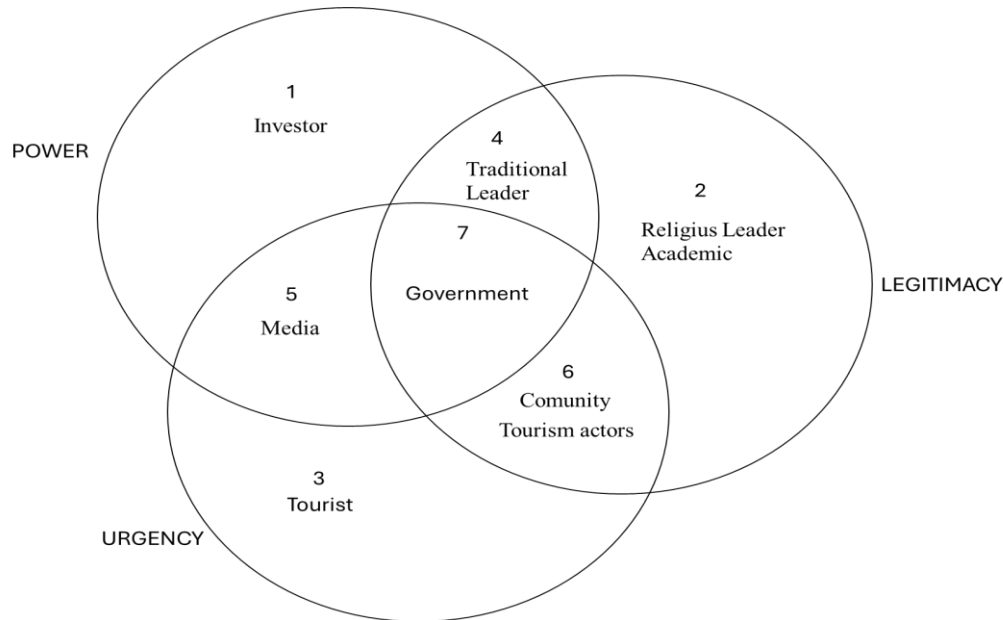 1
Investor
POWER
4
Traditional
Leader
2
Religius Leader
Academic
7
Government
5
Media
LEGITIMACY
6
Comunity
Tourism actors
3
Tourist
URGENCY